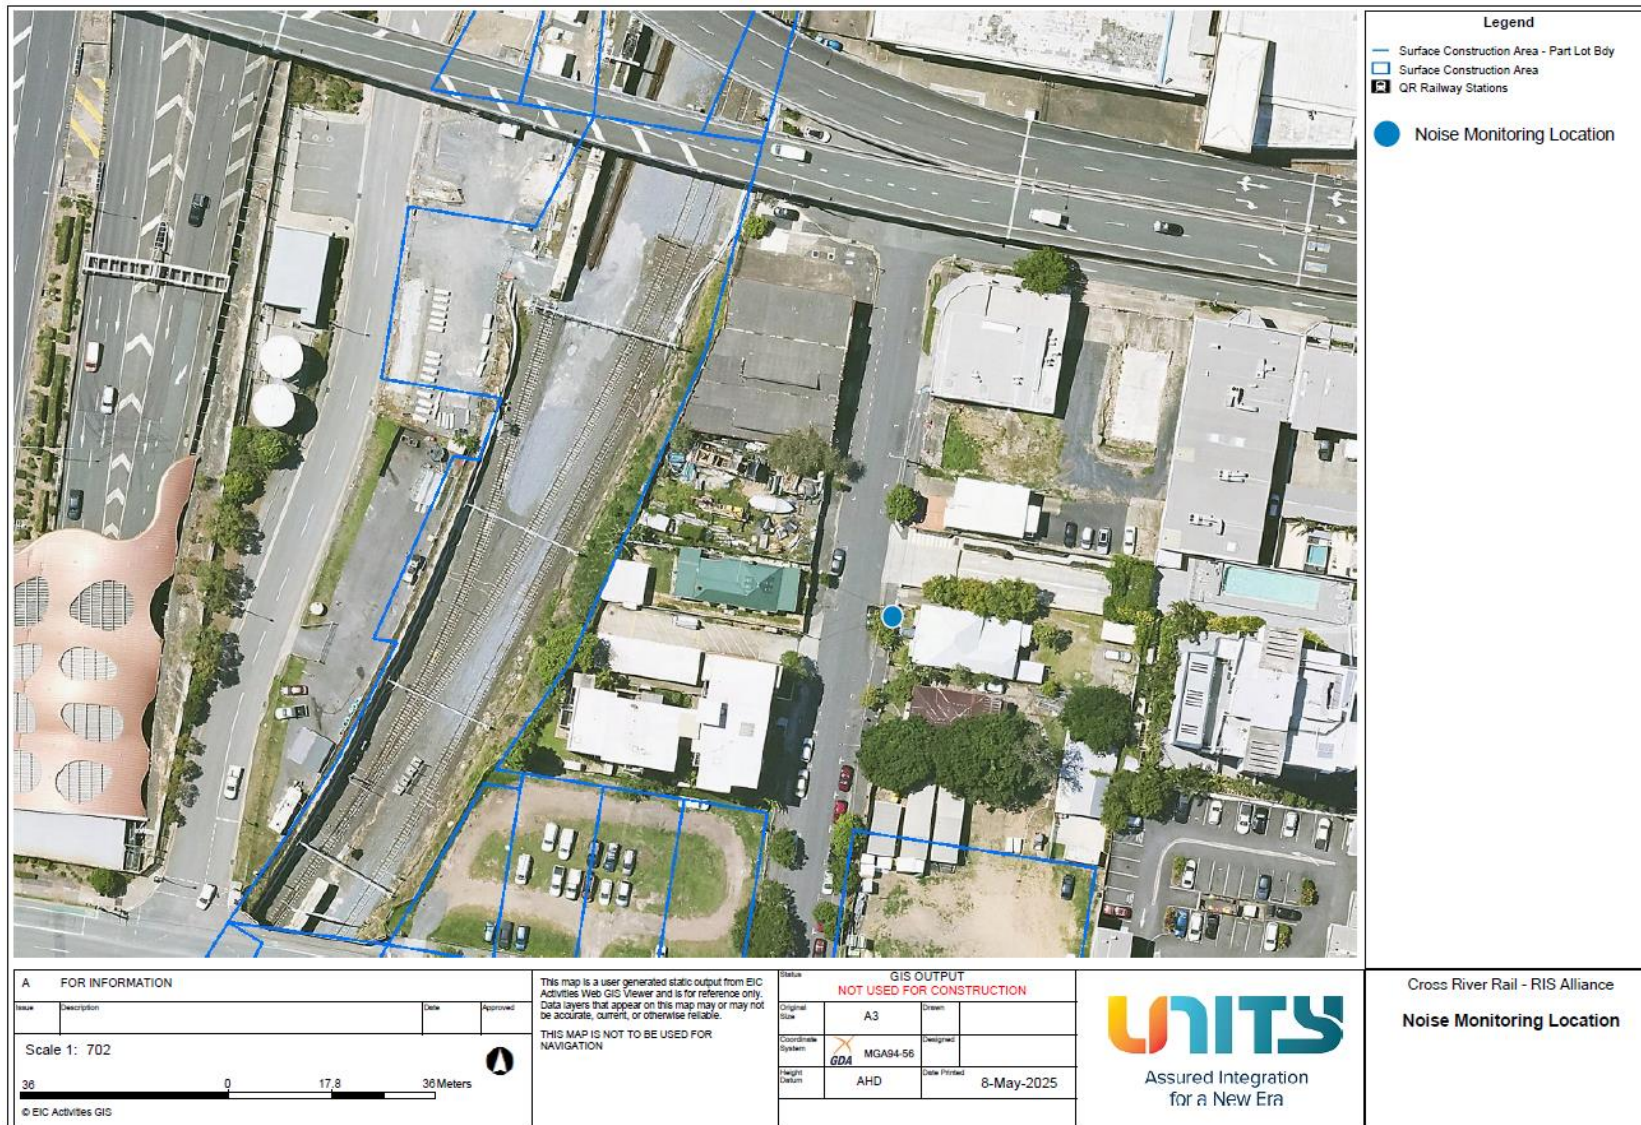 Legend
Surface Construction Area - Part Lot Bdy
Surface Construction Area
QR Railway Stations
Noise Monitoring Location
A FOR INFORMATION
Issue Description Date Approved
Scale 1: 702
36 0 17.8 36 Meters
© EIC Activities GIS
This map is a user generated static output from EIC
Activities Web GIS Viewer and is for reference only.
Data layers that appear on this map may or may not
be accurate, current, or otherwise reliable.
THIS MAP IS NOT TO BE USED FOR
NAVIGATION
Status GIS OUTPUT
NOT USED FOR CONSTRUCTION
Original
Size A3 Drawn
Coordinate
System GDA MGA94-56 Designed
Height
Datum AHD Date Printed 8-May-2025
UNITY
Assured Integration
for a New Era
Cross River Rail - RIS Alliance
Noise Monitoring Location